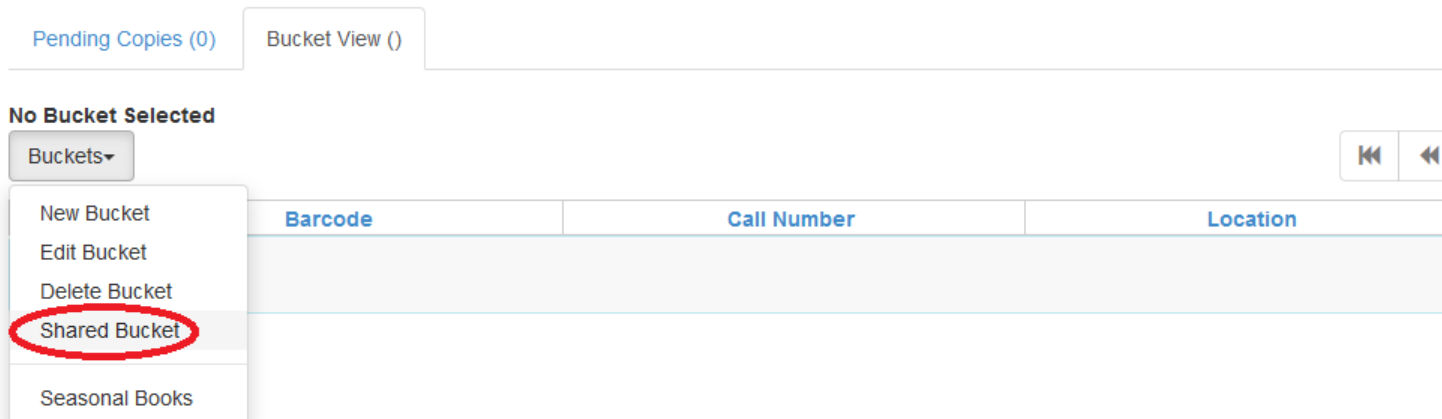 Pending Copies (0) Bucket View ()
No Bucket Selected
Buckets
New Bucket
Barcode Call Number Location
Edit Bucket
Delete Bucket
Shared Bucket
Seasonal Books